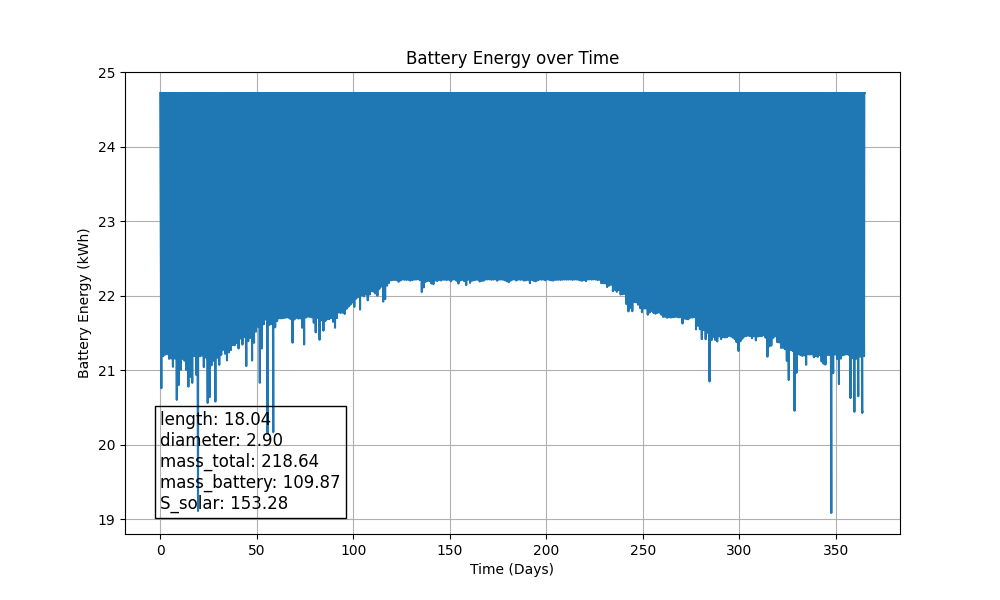 Battery Energy over Time
25
24
23
22
21
20
19
Battery Energy (kWh)
length: 18.04
diameter: 2.90
mass_total: 218.64
mass_battery: 109.87
S_solar: 153.28
0 50 100 150 200 250 300 350
Time (Days)